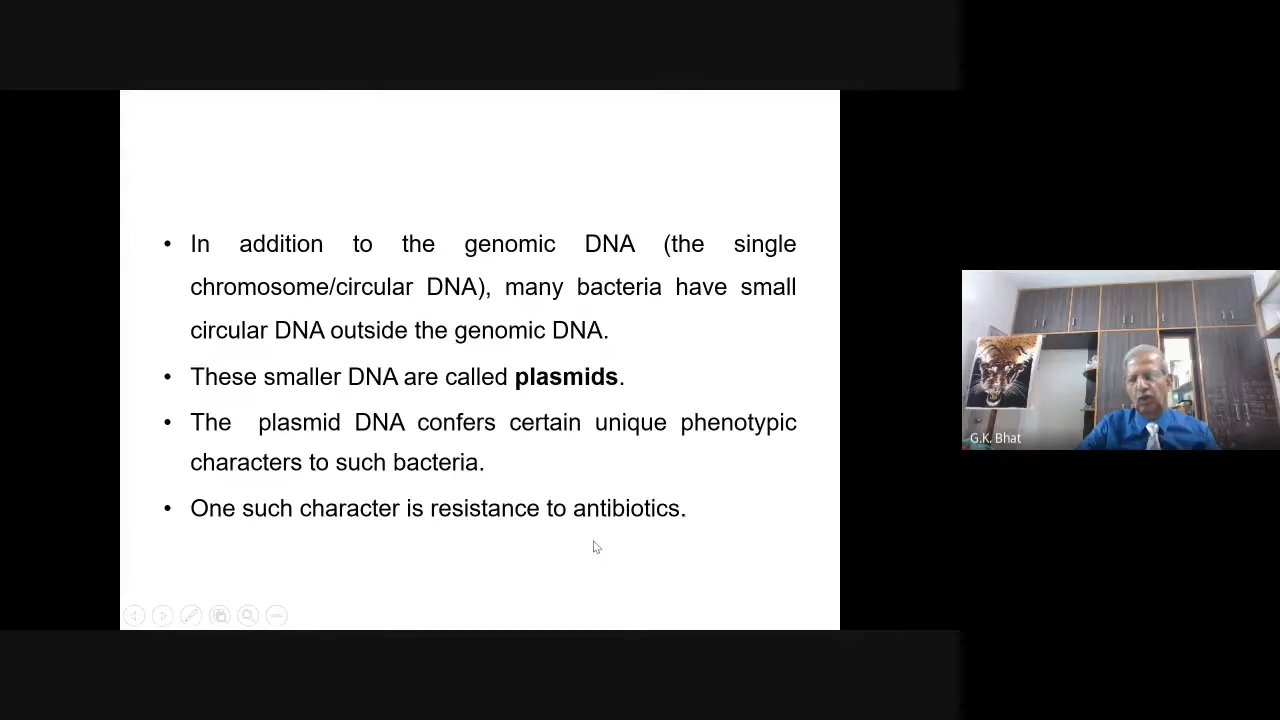 • In addition to the genomic DNA (the single
chromosome/circular DNA), many bacteria have small
circular DNA outside the genomic DNA.
• These smaller DNA are called plasmids.
• The plasmid DNA confers certain unique phenotypic
characters to such bacteria.
• One such character is resistance to antibiotics.
G.K. Bhat